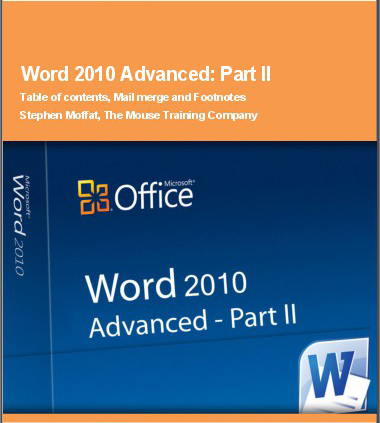 Word 2010 Advanced: Part II
Table of contents, Mail merge and Footnotes
Stephen Moffat, The Mouse Training Company
Microsoft®
Word 2010
Microsoft®
Office
Word 2010
Advanced - Part II
W